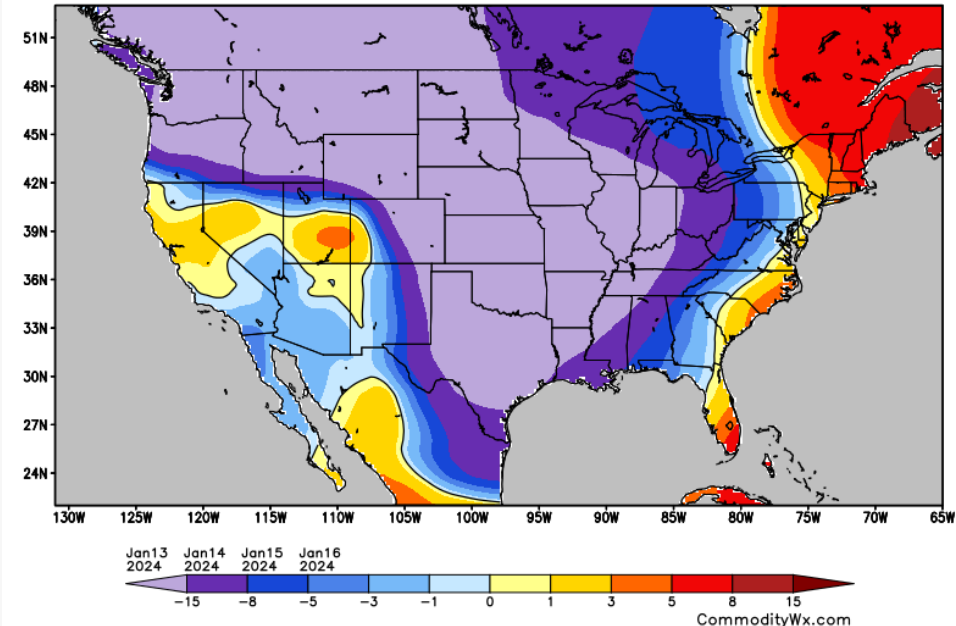 51N
48N
45N
42N
39N
36N
33N
30N
27N
24N
130W 125W 120W 115W 110W 105W 100W 95W 90W 85W 80W 75W 70W 65W
Jan13 Jan14 Jan15 Jan16
2024 2024 2024 2024
-15 -8 -5 -3 -1 0 1 3 5 8 15
CommodityWx.com